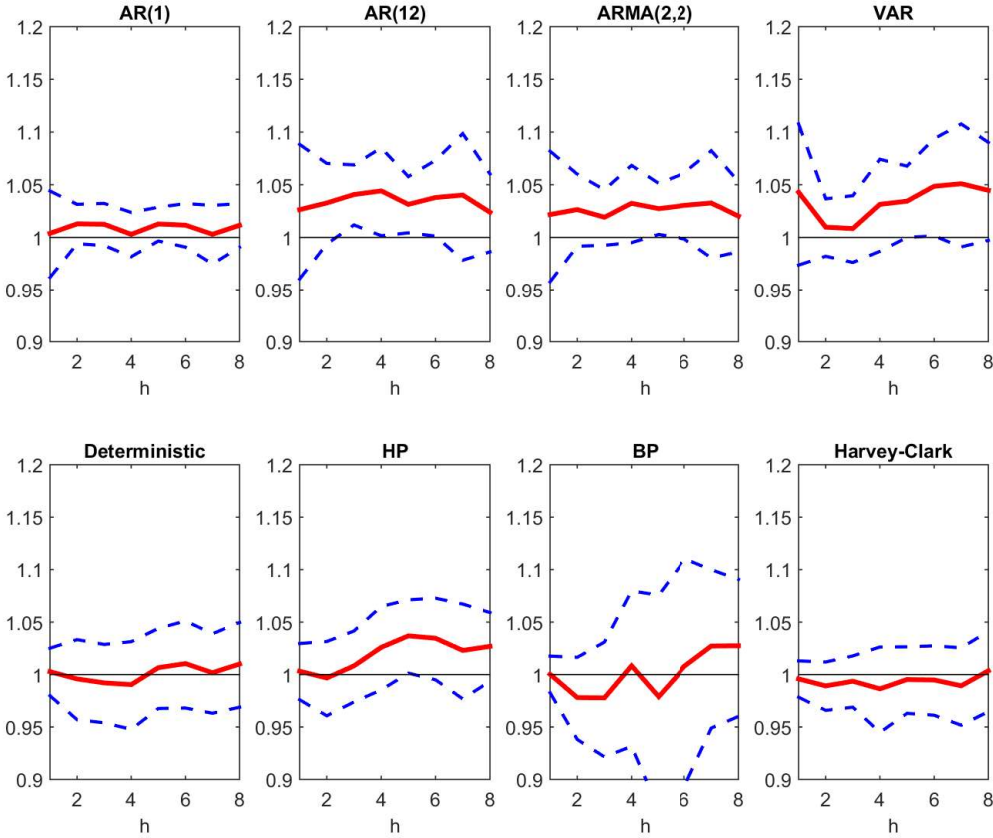 AR(1) AR(12) ARMA(2,2) VAR
1.2 1.2 1.2 1.2
1.15 1.15 1.15 1.15
1.1 1.1 1.1 1.1
1.05 1.05 1.05 1.05
1 1 1 1
0.95 0.95 0.95 0.95
0.9 0.9 0.9 0.9
2 4 6 8 2 4 6 8 2 4 6 8 2 4 6 8
h h h h
Deterministic HP BP Harvey-Clark
1.2 1.2 1.2 1.2
1.15 1.15 1.15 1.15
1.1 1.1 1.1 1.1
1.05 1.05 1.05 1.05
1 1 1 1
0.95 0.95 0.95 0.95
0.9 0.9 0.9 0.9
2 4 6 8 2 4 6 8 2 4 6 8 2 4 6 8
h h h h